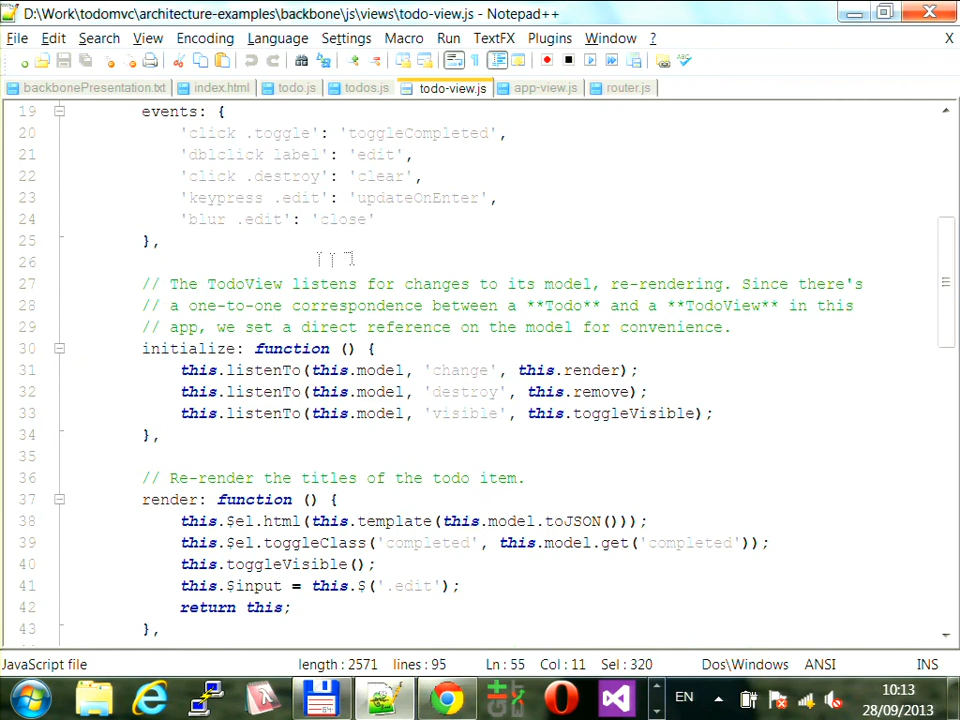 D:\Work\todomvc\architecture-examples\backbone\js\views\todo-view.js - Notepad++
File Edit Search View Encoding Language Settings Macro Run TextFX Plugins Window ? X
backbonePresentation.txt index.html todo.js todos.js todo-view.js app-view.js router.js
19 events: {
20 'click .toggle': 'toggleCompleted',
21 'dblclick label': 'edit',
22 'click .destroy': 'clear',
23 'keypress .edit': 'updateOnEnter',
24 'blur .edit': 'close'
25 },
26
27 // The TodoView listens for changes to its model, re-rendering. Since there's
28 // a one-to-one correspondence between a **Todo** and a **TodoView** in this
29 // app, we set a direct reference on the model for convenience.
30 initialize: function () {
31 this.listenTo(this.model, 'change', this.render);
32 this.listenTo(this.model, 'destroy', this.remove);
33 this.listenTo(this.model, 'visible', this.toggleVisible);
34 },
35
36 // Re-render the titles of the todo item.
37 render: function () {
38 this.$el.html(this.template(this.model.toJSON()));
39 this.$el.toggleClass('completed', this.model.get('completed'));
40 this.toggleVisible();
41 this.$input = this.$('.edit');
42 return this;
43 },
JavaScript file length : 2571 lines : 95 Ln : 55 Col : 11 Sel : 320 Dos\Windows ANSI INS
EN 10:13
28/09/2013